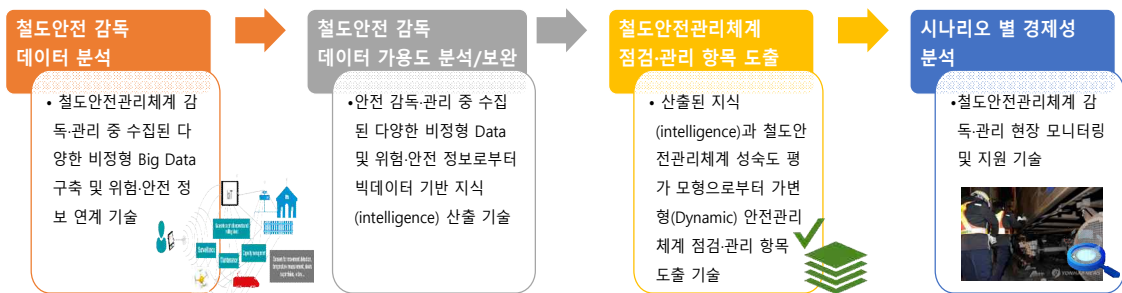 철도안전 감독
데이터 분석
• 철도안전관리체계 감
독·관리 중 수집된 다
양한 비정형 Big Data
구축 및 위험·안전 정
보 연계 기술
IoT
Surveillance
Maintenance
철도안전 감독
데이터 가용도 분석/보완
•안전 감독·관리 중 수집
된 다양한 비정형 Data
및 위험·안전 정보로부터
빅데이터 기반 지식
(intelligence) 산출 기술
철도안전관리체계
점검·관리 항목 도출
• 산출된 지식
(intelligence)과 철도안
전관리체계 성숙도 평
가 모형으로부터 가변
형(Dynamic) 안전관리
체계 점검·관리 항목
도출 기술
시나리오 별 경제성
분석
•철도안전관리체계 감
독·관리 현장 모니터링
및 지원 기술
YONHAP NEWS